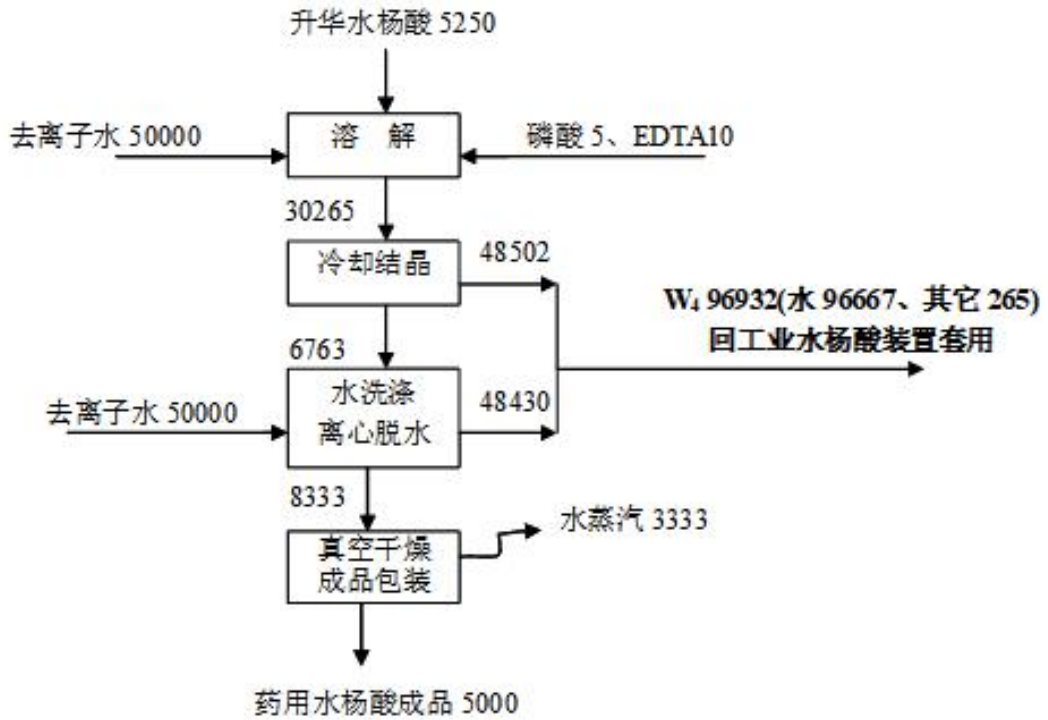 升华水杨酸 5250
去离子水 50000
溶 解
磷酸 5、EDTA10
30265
冷却结晶
48502
W₄ 96932(水 96667、其它 265)
回工业水杨酸装置套用
6763
水洗涤
离心脱水
去离子水 50000
48430
8333
水蒸汽 3333
真空干燥
成品包装
药用水杨酸成品 5000